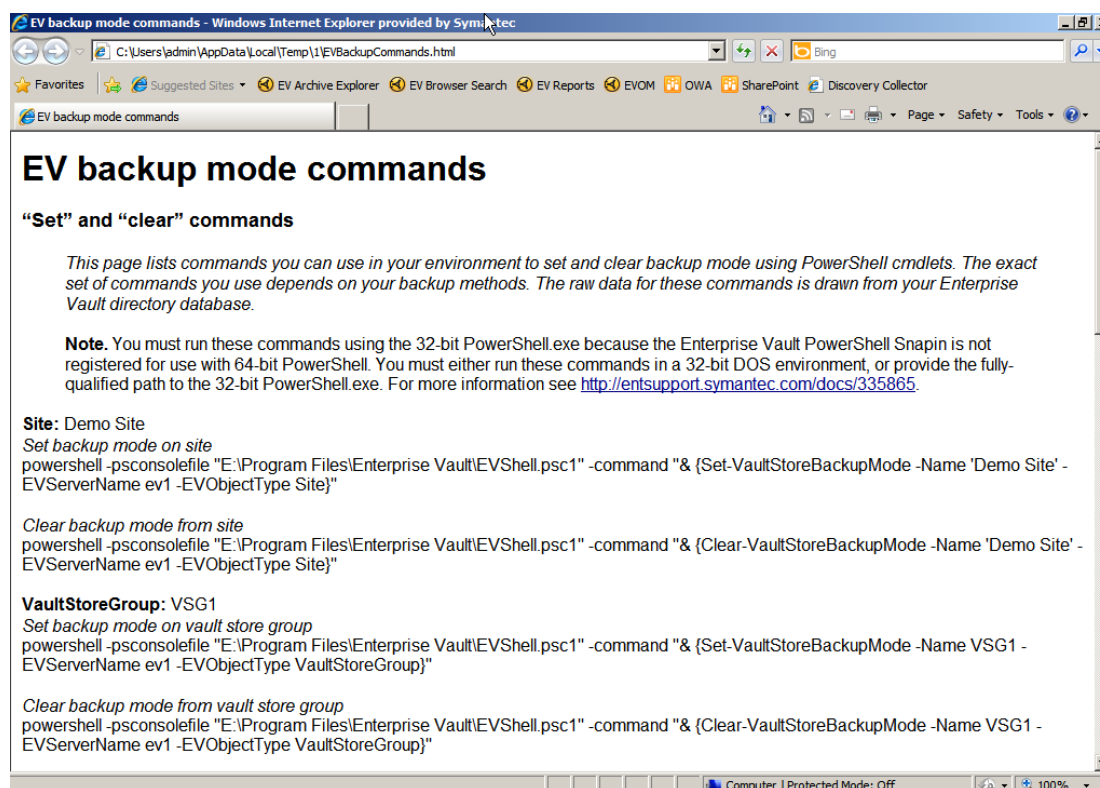 EV backup mode commands - Windows Internet Explorer provided by Symantec
C:\Users\admin\AppData\Local\Temp\1\EVBackupCommands.html
Bing
Favorites
Suggested Sites
EV Archive Explorer
EV Browser Search
EV Reports
EVOM
OWA
SharePoint
Discovery Collector
EV backup mode commands
Page
Safety
Tools
EV backup mode commands
“Set” and “clear” commands
This page lists commands you can use in your environment to set and clear backup mode using PowerShell cmdlets. The exact
set of commands you use depends on your backup methods. The raw data for these commands is drawn from your Enterprise
Vault directory database.
Note. You must run these commands using the 32-bit PowerShell.exe because the Enterprise Vault PowerShell Snapin is not
registered for use with 64-bit PowerShell. You must either run these commands in a 32-bit DOS environment, or provide the fully-
qualified path to the 32-bit PowerShell.exe. For more information see http://entsupport.symantec.com/docs/335865.
Site: Demo Site
Set backup mode on site
powershell -psconsolefile "E:\Program Files\Enterprise Vault\EVShell.psc1" -command "& {Set-VaultStoreBackupMode -Name 'Demo Site' -
EVServerName ev1 -EVObjectType Site}"
Clear backup mode from site
powershell -psconsolefile "E:\Program Files\Enterprise Vault\EVShell.psc1" -command "& {Clear-VaultStoreBackupMode -Name 'Demo Site' -
EVServerName ev1 -EVObjectType Site}"
VaultStoreGroup: VSG1
Set backup mode on vault store group
powershell -psconsolefile "E:\Program Files\Enterprise Vault\EVShell.psc1" -command "& {Set-VaultStoreBackupMode -Name VSG1 -
EVServerName ev1 -EVObjectType VaultStoreGroup}"
Clear backup mode from vault store group
powershell -psconsolefile "E:\Program Files\Enterprise Vault\EVShell.psc1" -command "& {Clear-VaultStoreBackupMode -Name VSG1 -
EVServerName ev1 -EVObjectType VaultStoreGroup}"
Computer | Protected Mode: Off
100%